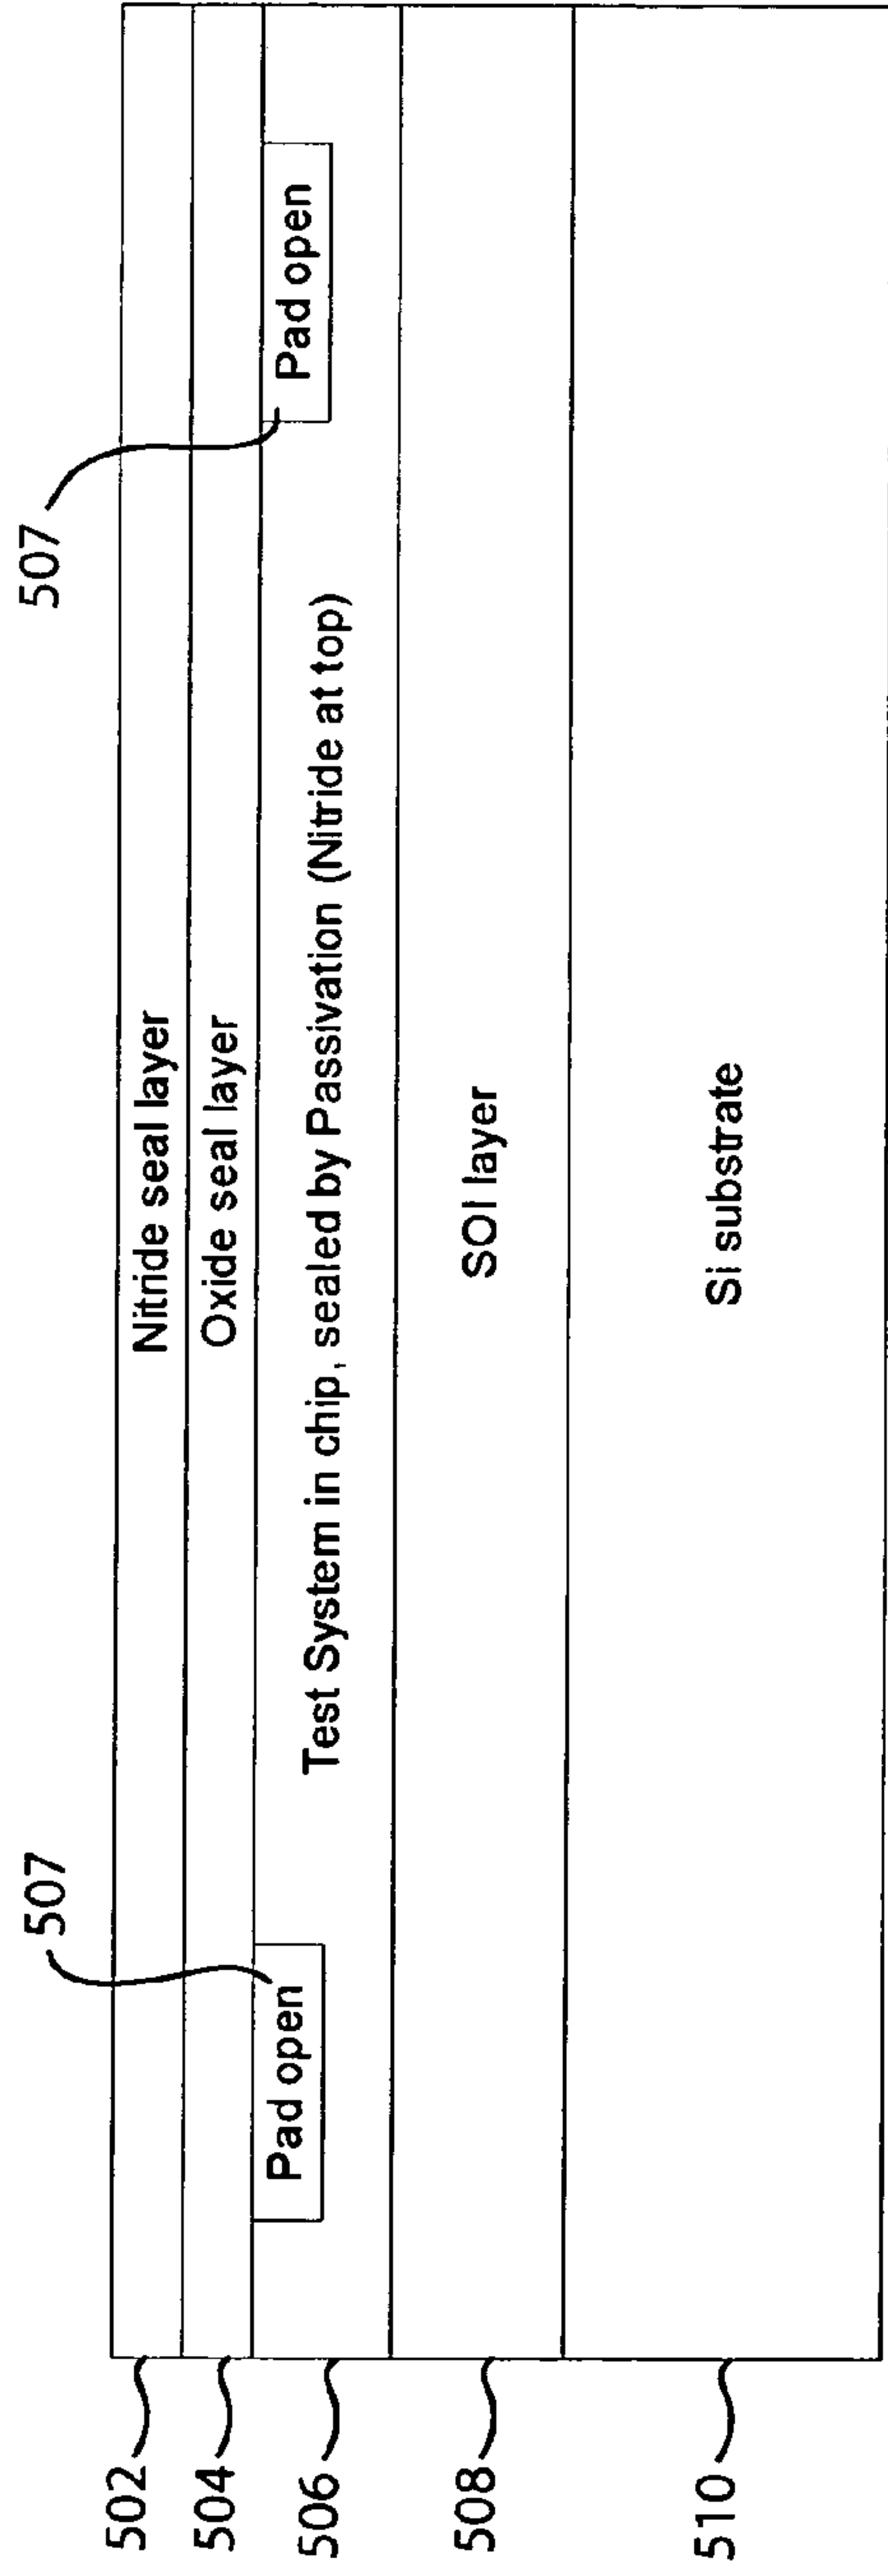 507
507
502
Nitride seal layer
504
Oxide seal layer
Pad open
Pad open
506
Test System in chip, sealed by Passivation (Nitride at top)
508
SOI layer
510
Si substrate